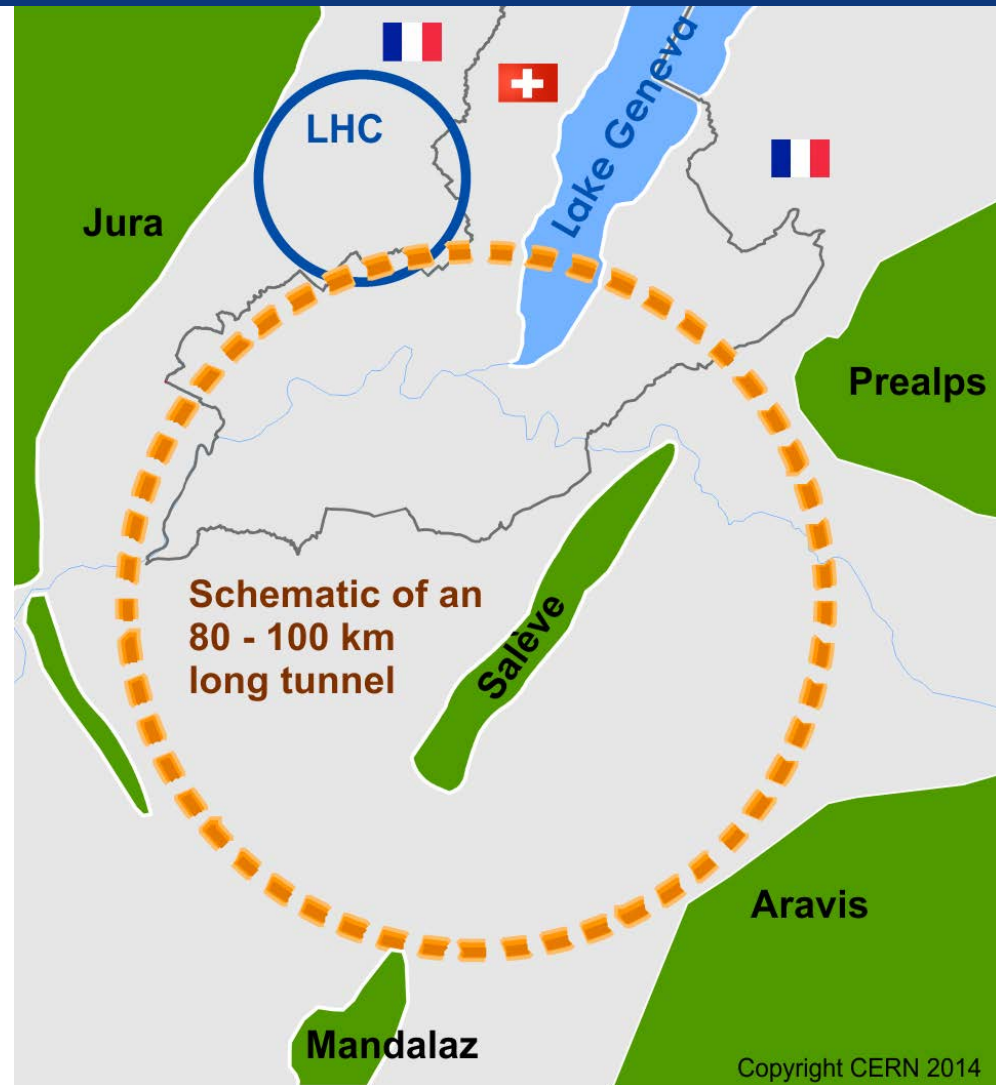 LHC
Lake Geneva
Jura
Prealps
Schematic of an
80 - 100 km
long tunnel
Salève
Aravis
Mandalaz
Copyright CERN 2014